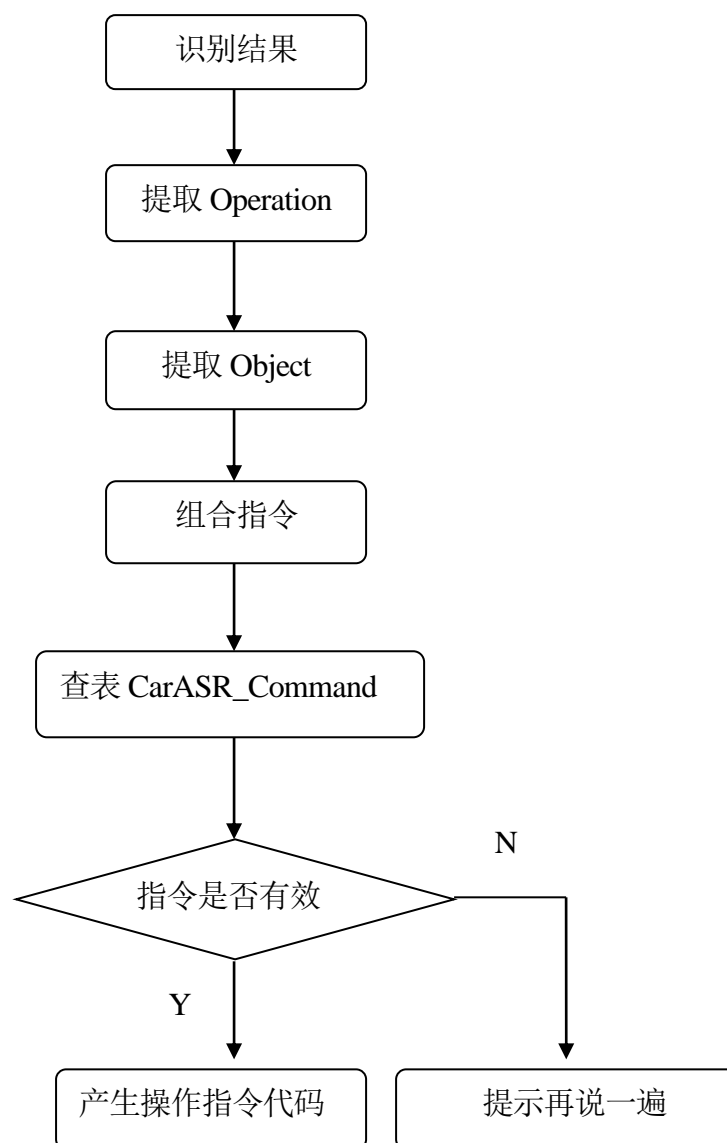 识别结果
提取 Operation
提取 Object
组合指令
查表 CarASR_Command
指令是否有效
N
Y
产生操作指令代码
提示再说一遍